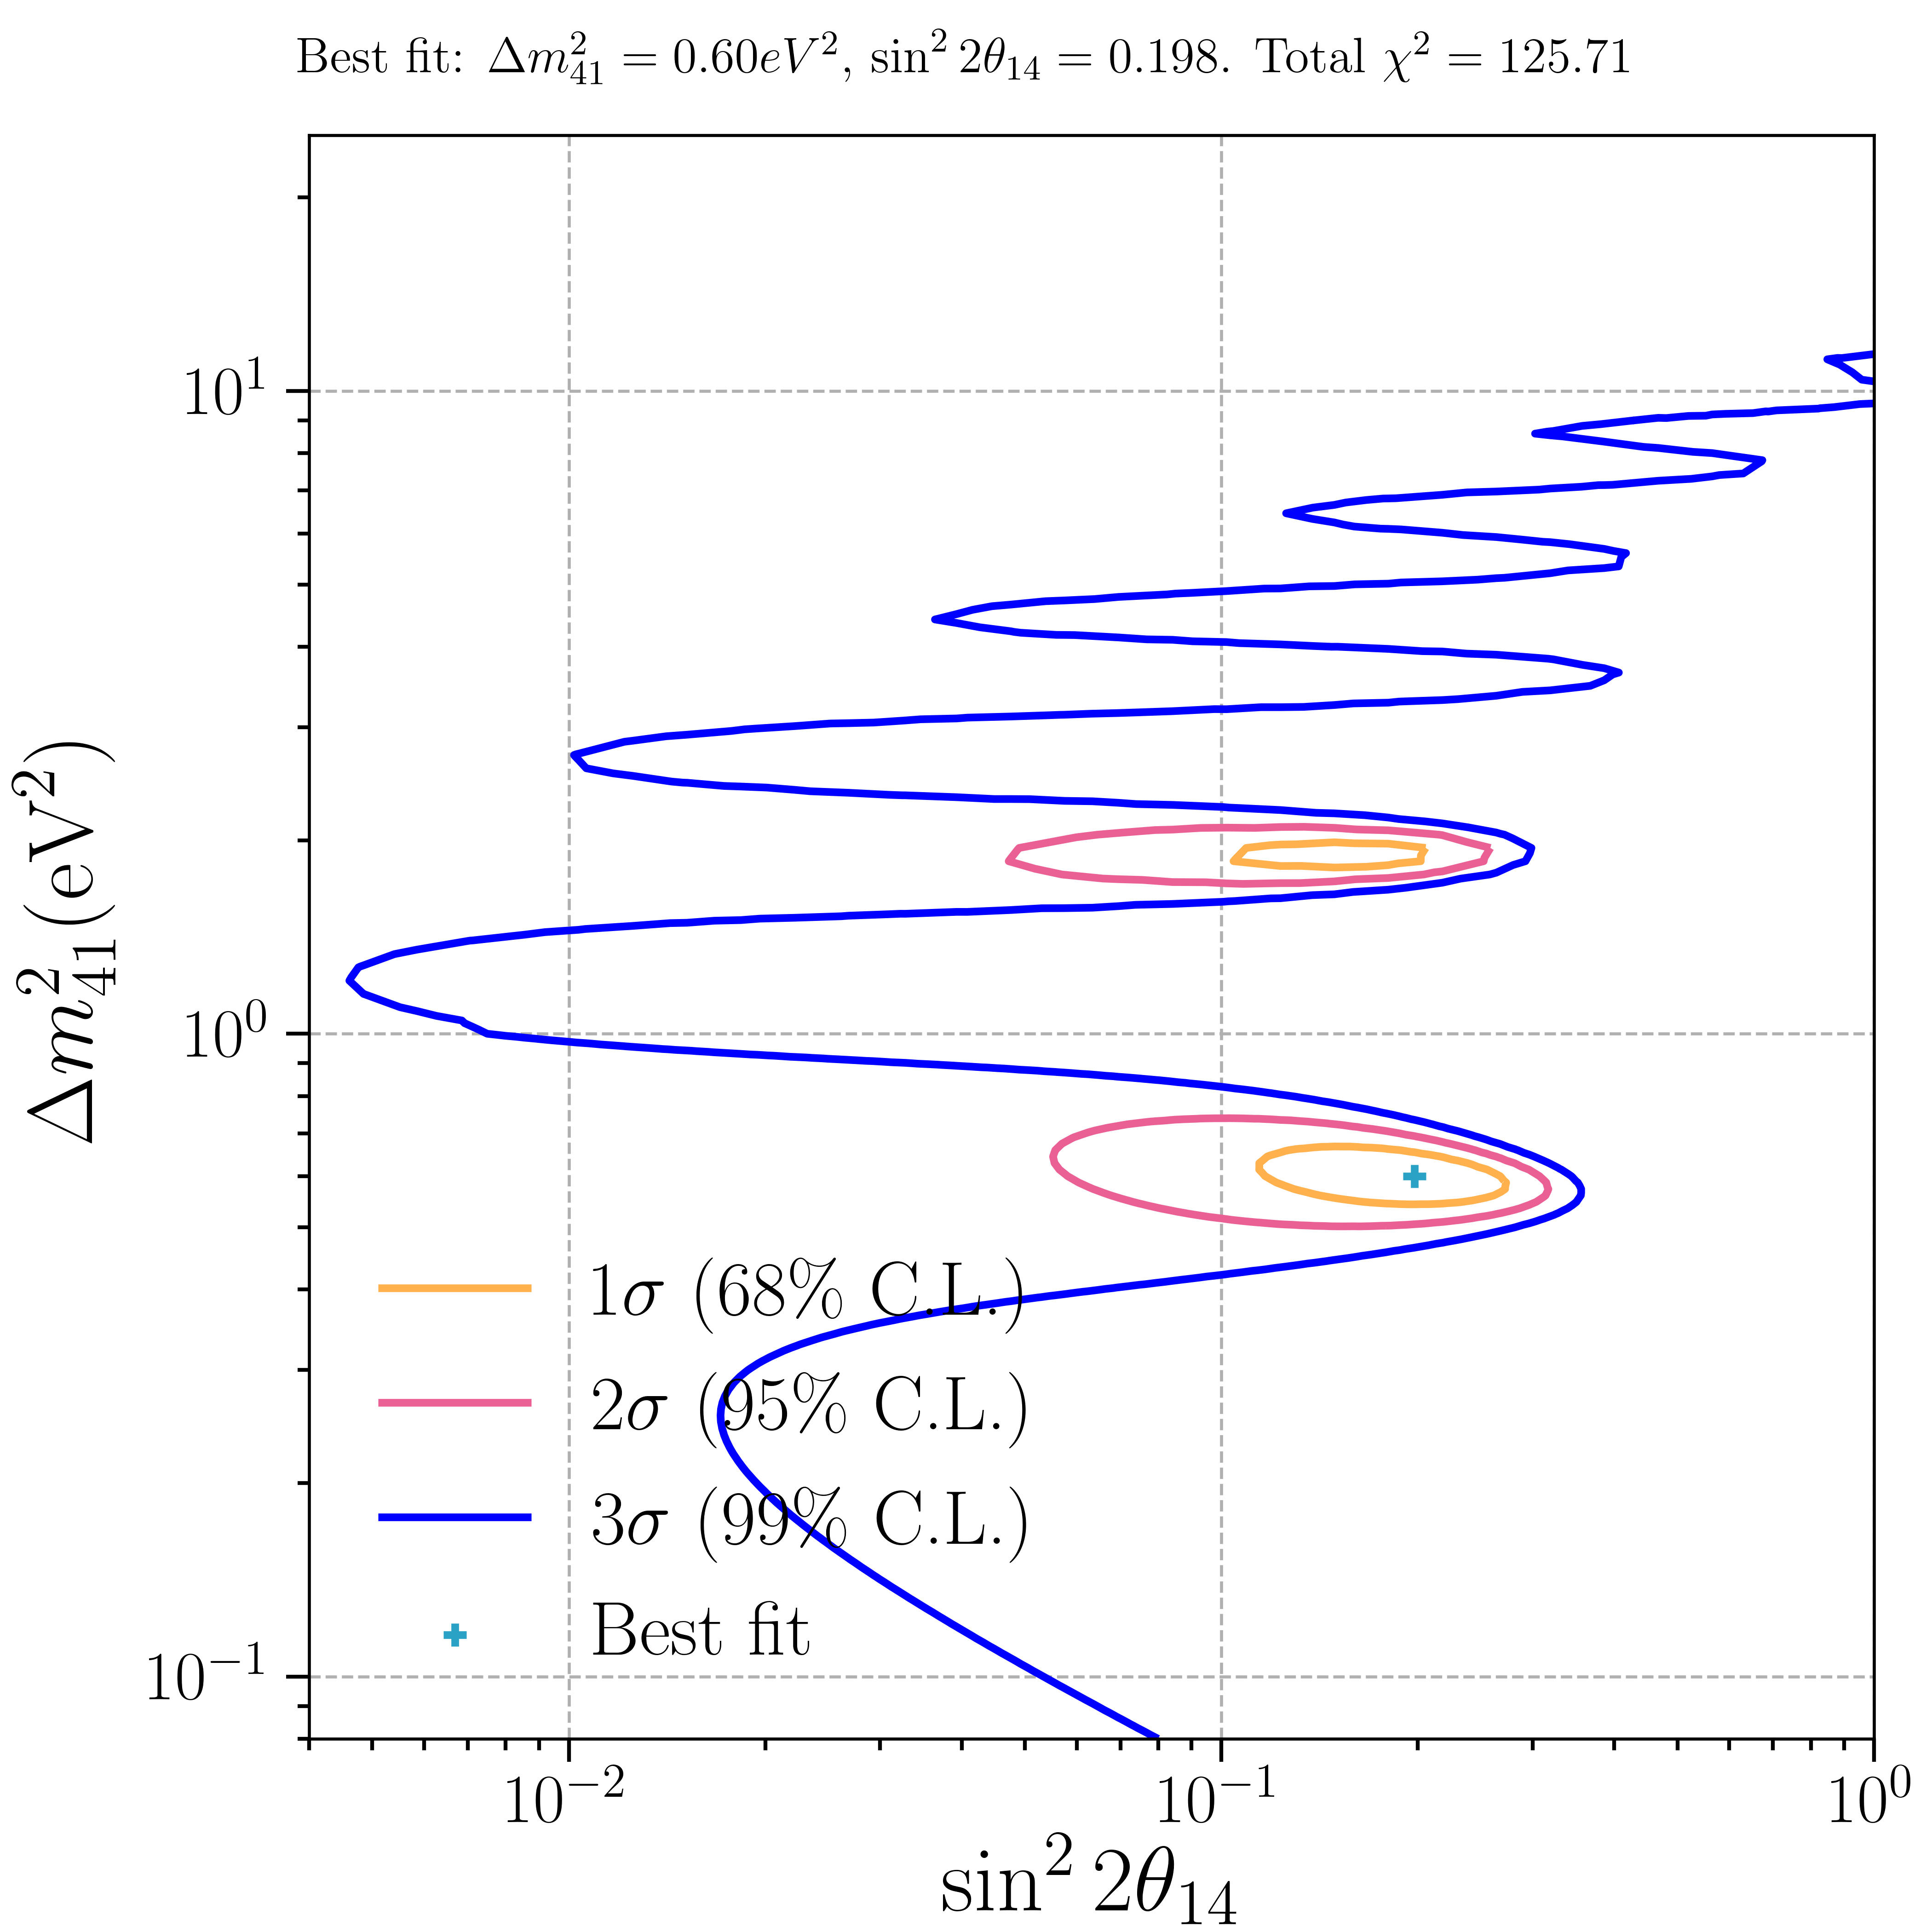 Best fit: Δm²₄₁ = 0.60eV², sin² 2θ₁₄ = 0.198. Total χ² = 125.71
10¹
10⁰
10⁻¹
Δm²₄₁(eV²)
1σ (68% C.L.)
2σ (95% C.L.)
3σ (99% C.L.)
Best fit
10⁻²
10⁻¹
10⁰
sin² 2θ₁₄